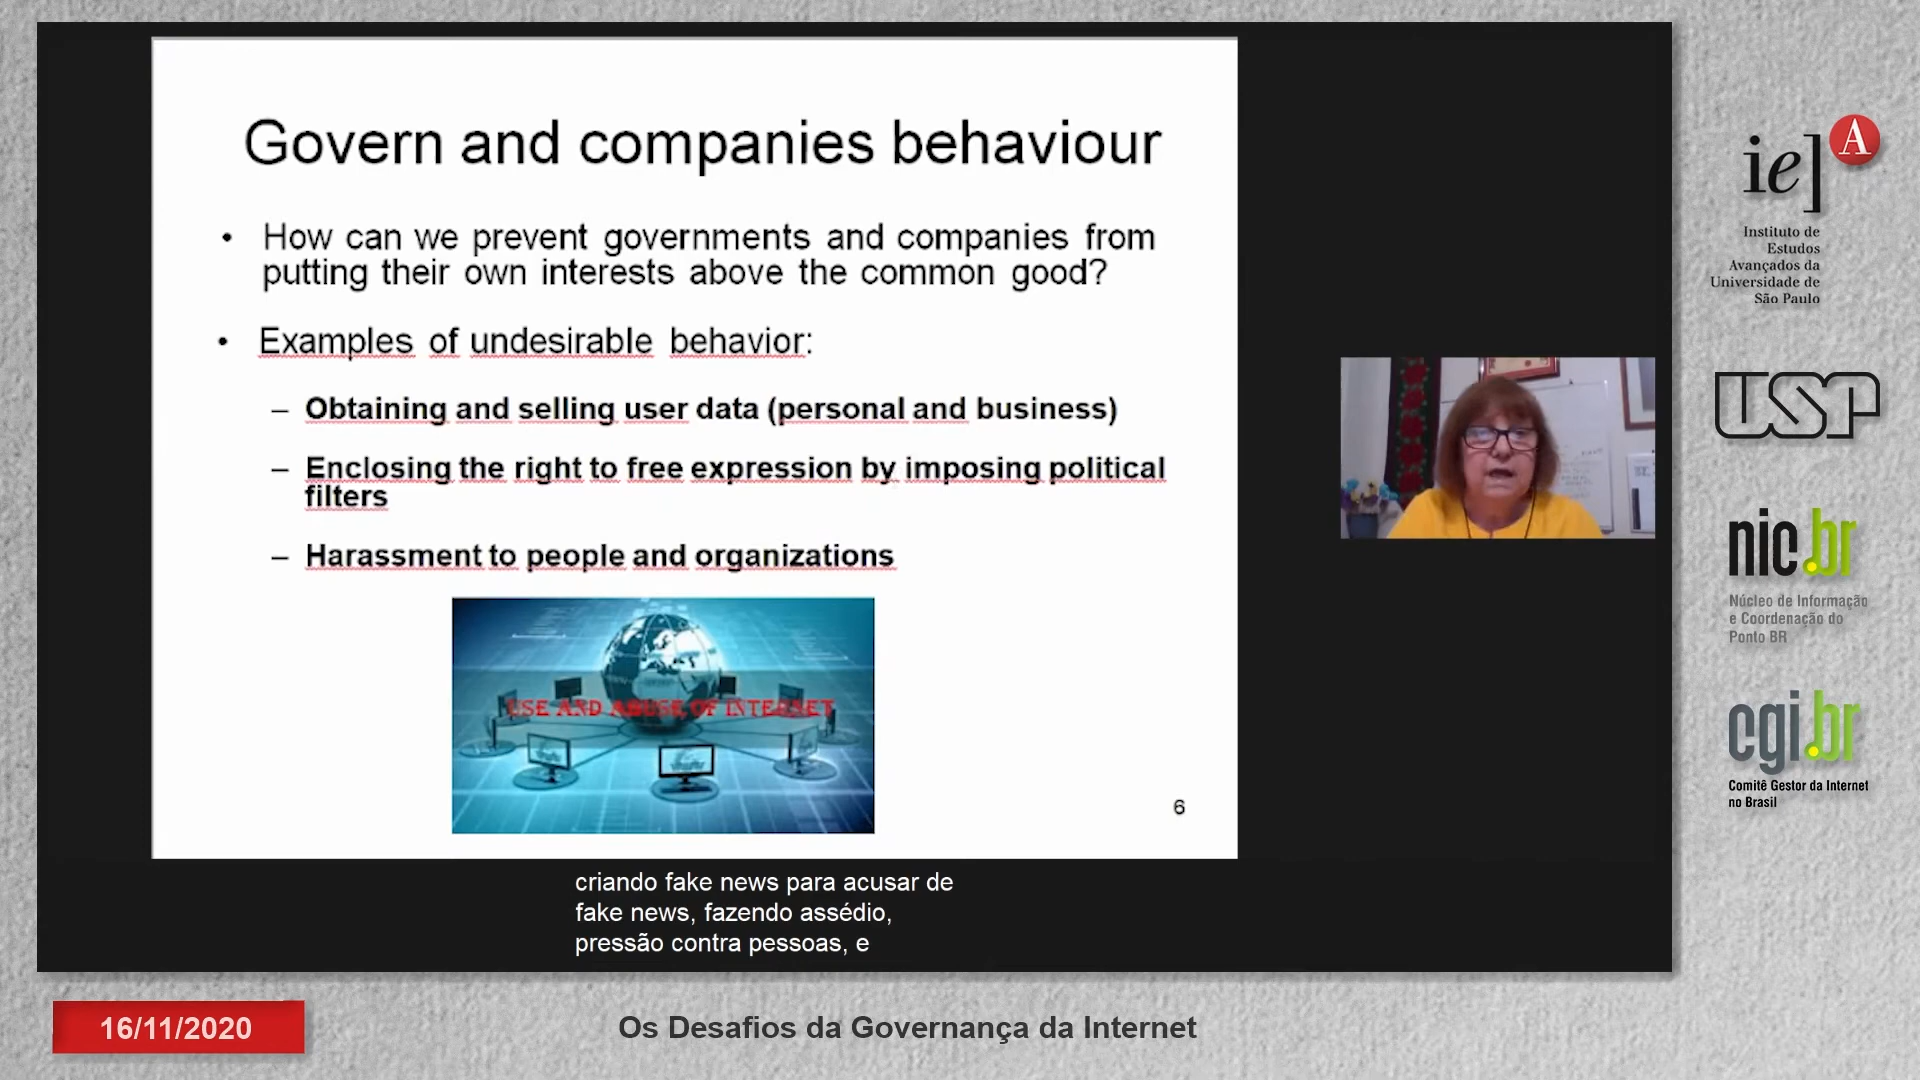 Govern and companies behaviour
• How can we prevent governments and companies from
putting their own interests above the common good?
• Examples of undesirable behavior:
– Obtaining and selling user data (personal and business)
– Enclosing the right to free expression by imposing political
filters
– Harassment to people and organizations
USE AND ABUSE OF INTERNET
6
criando fake news para acusar de
fake news, fazendo assédio,
pressão contra pessoas, e
iea
A
Instituto de
Estudos
Avançados da
Universidade de
São Paulo
USP
nic.br
Núcleo de Informação
e Coordenação do
Ponto BR
cgi.br
Comitê Gestor da Internet
no Brasil
16/11/2020
Os Desafios da Governança da Internet